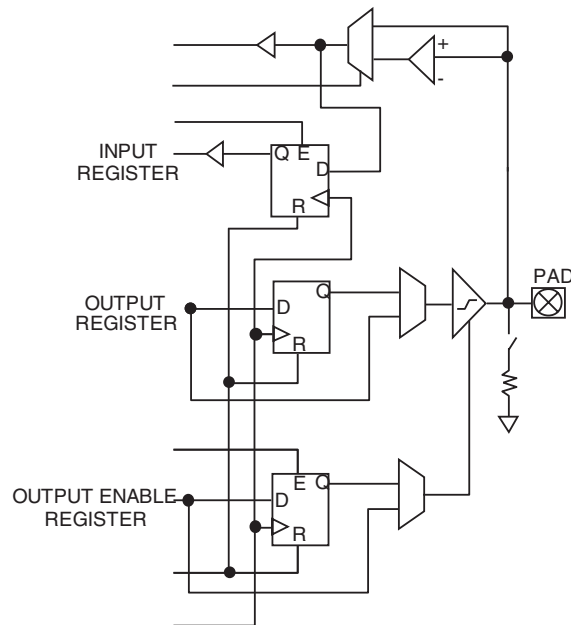 +
-
Q E
INPUT
REGISTER
D
R
PAD
Q
OUTPUT
REGISTER
D
R
E Q
OUTPUT ENABLE
REGISTER
D
R